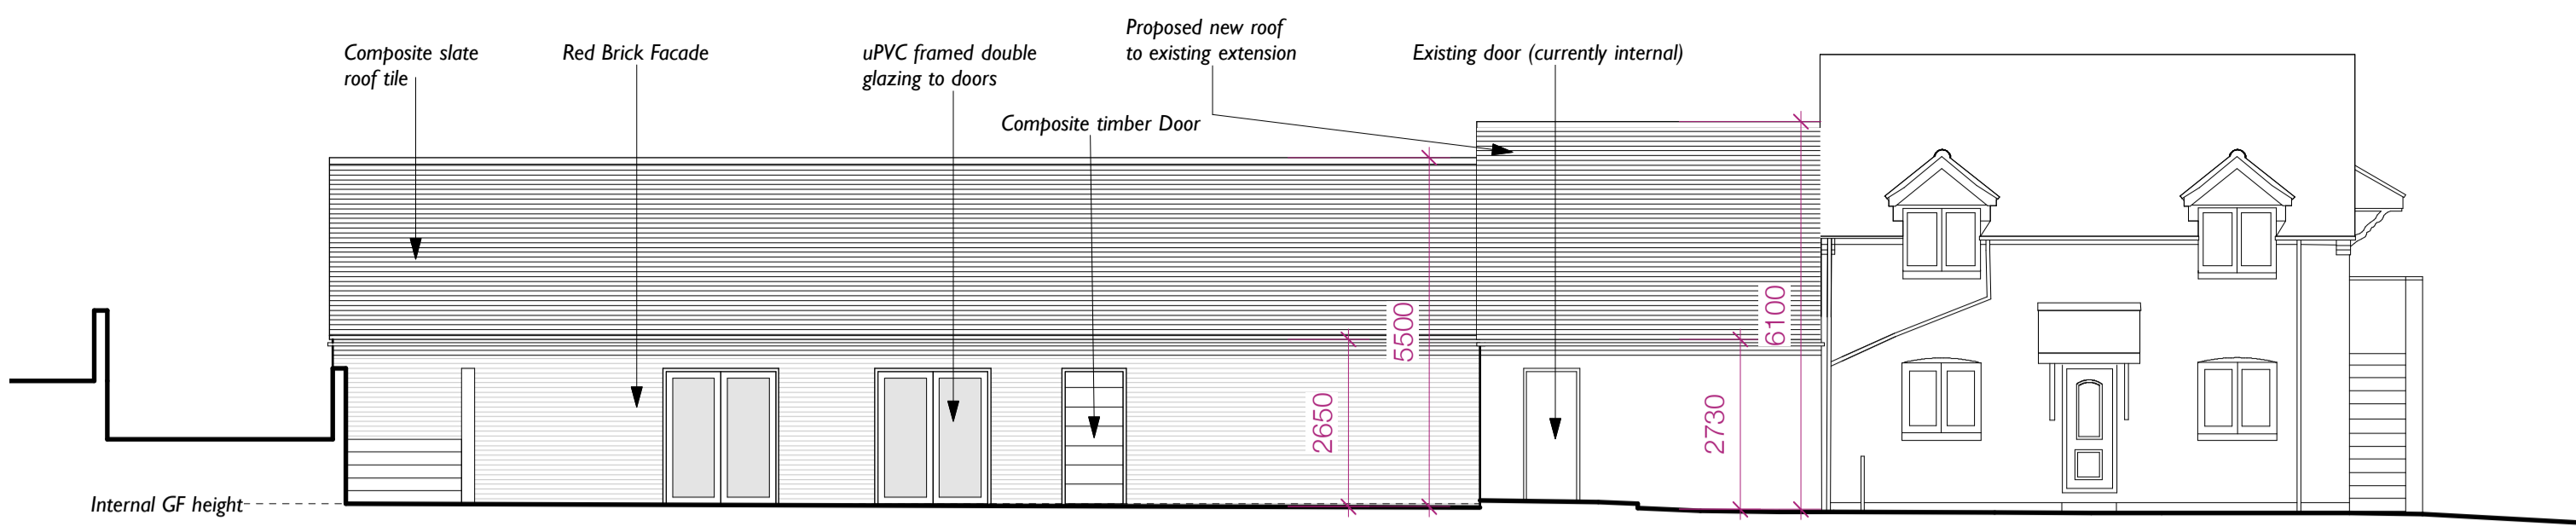 Composite slate
roof tile
Red Brick Facade
uPVC framed double
glazing to doors
Composite timber Door
Proposed new roof
to existing extension
Existing door (currently internal)
5500
2650
6100
2730
Internal GF height